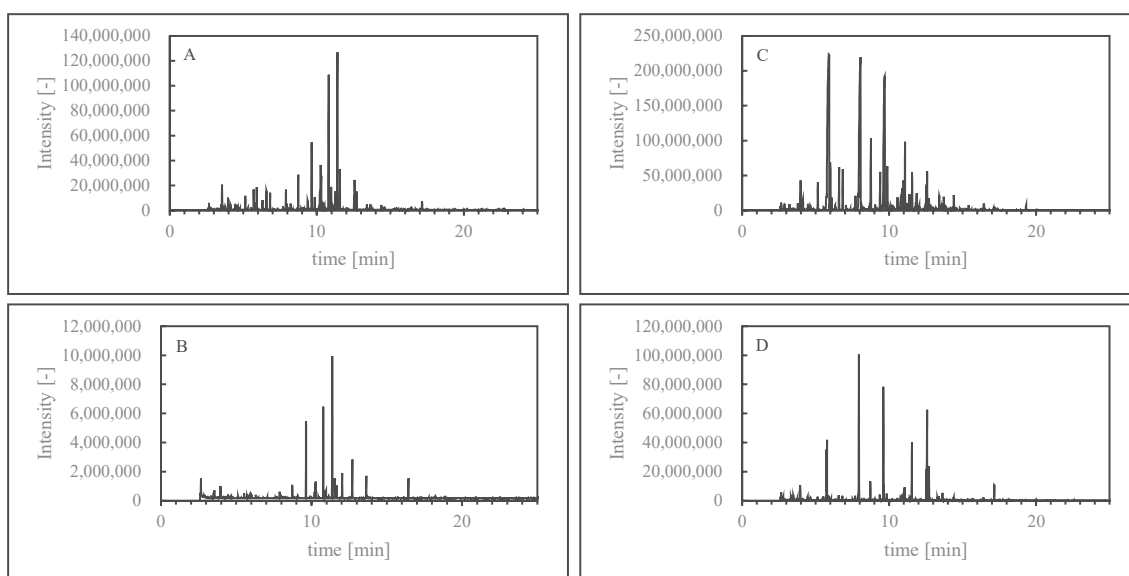 A
Intensity [-]
140,000,000
120,000,000
100,000,000
80,000,000
60,000,000
40,000,000
20,000,000
0
0 10 20
time [min]
C
Intensity [-]
250,000,000
200,000,000
150,000,000
100,000,000
50,000,000
0
0 10 20
time [min]
B
Intensity [-]
12,000,000
10,000,000
8,000,000
6,000,000
4,000,000
2,000,000
0
0 10 20
time [min]
D
Intensity [-]
120,000,000
100,000,000
80,000,000
60,000,000
40,000,000
20,000,000
0
0 10 20
time [min]